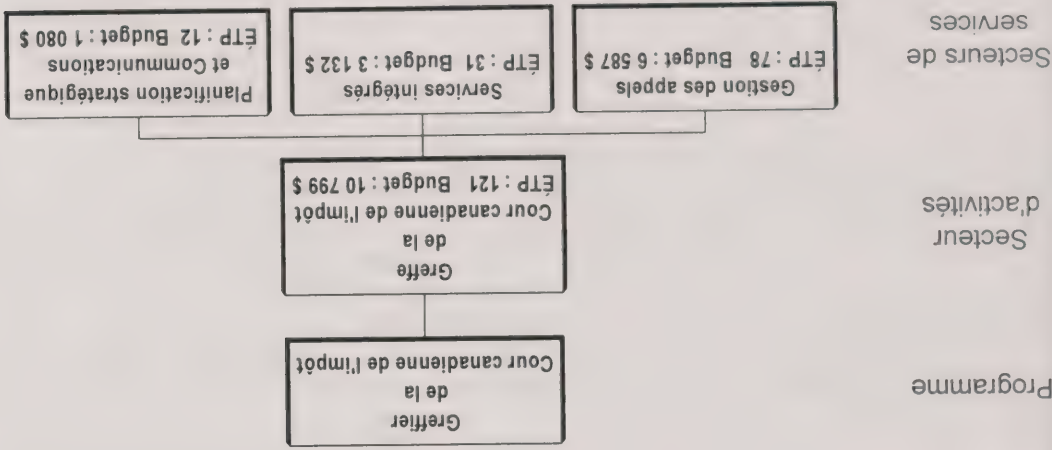 Programme
Greffier
de la
Cour canadienne de l'impôt
Secteur
d'activités
Greffe
de la
Cour canadienne de l'impôt
ÉTP : 121 Budget : 10 799 $
Secteurs de
services
Gestion des appels
ÉTP : 78 Budget : 6 587 $
Services intégrés
ÉTP : 31 Budget : 3 132 $
Planification stratégique
et Communications
ÉTP : 12 Budget : 1 080 $